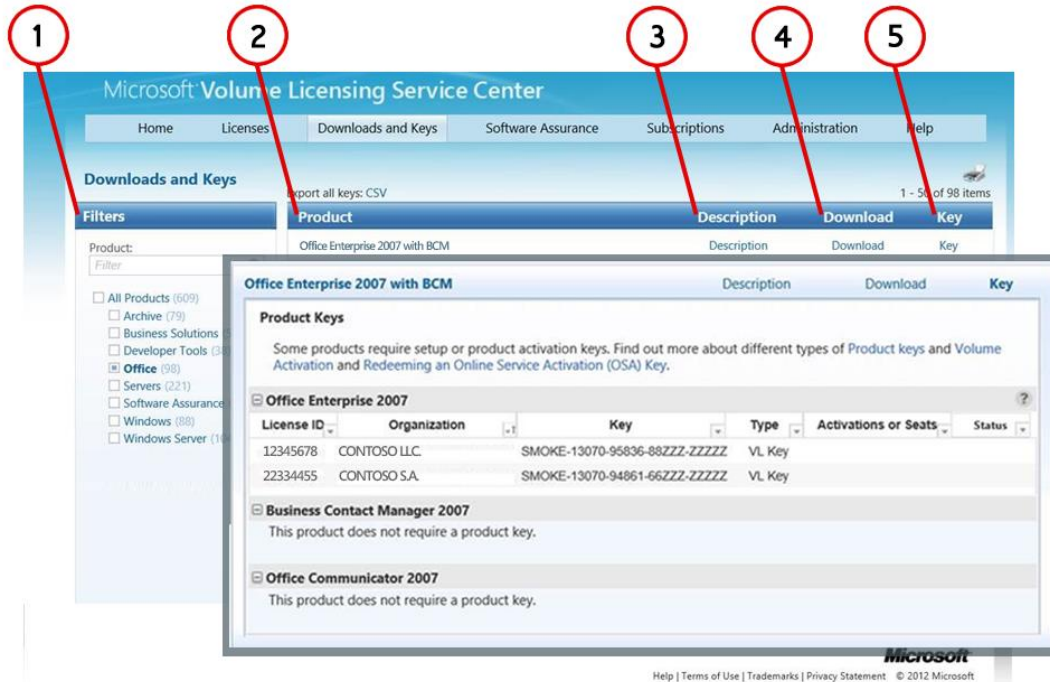 1 2 3 4 5
Microsoft Volume Licensing Service Center
Home Licenses Downloads and Keys Software Assurance Subscriptions Administration Help
Downloads and Keys
Export all keys: CSV
1 - 50 of 98 items
Filters
Product Description Download Key
Product:
Filter
Office Enterprise 2007 with BCM Description Download Key
All Products (609)
Archive (79)
Business Solutions
Developer Tools
Office (98)
Servers (221)
Software Assurance
Windows (88)
Windows Server
Office Enterprise 2007 with BCM Description Download Key
Product Keys
Some products require setup or product activation keys. Find out more about different types of Product keys and Volume
Activation and Redeeming an Online Service Activation (OSA) Key.
Office Enterprise 2007 ?
License ID Organization Key Type Activations or Seats Status
12345678 CONTOSO LLC. SMOKE-13070-95836-88ZZZ-ZZZZZ VL Key
22334455 CONTOSO S.A. SMOKE-13070-94861-66ZZZ-ZZZZZ VL Key
Business Contact Manager 2007
This product does not require a product key.
Office Communicator 2007
This product does not require a product key.
Microsoft
Help | Terms of Use | Trademarks | Privacy Statement © 2012 Microsoft